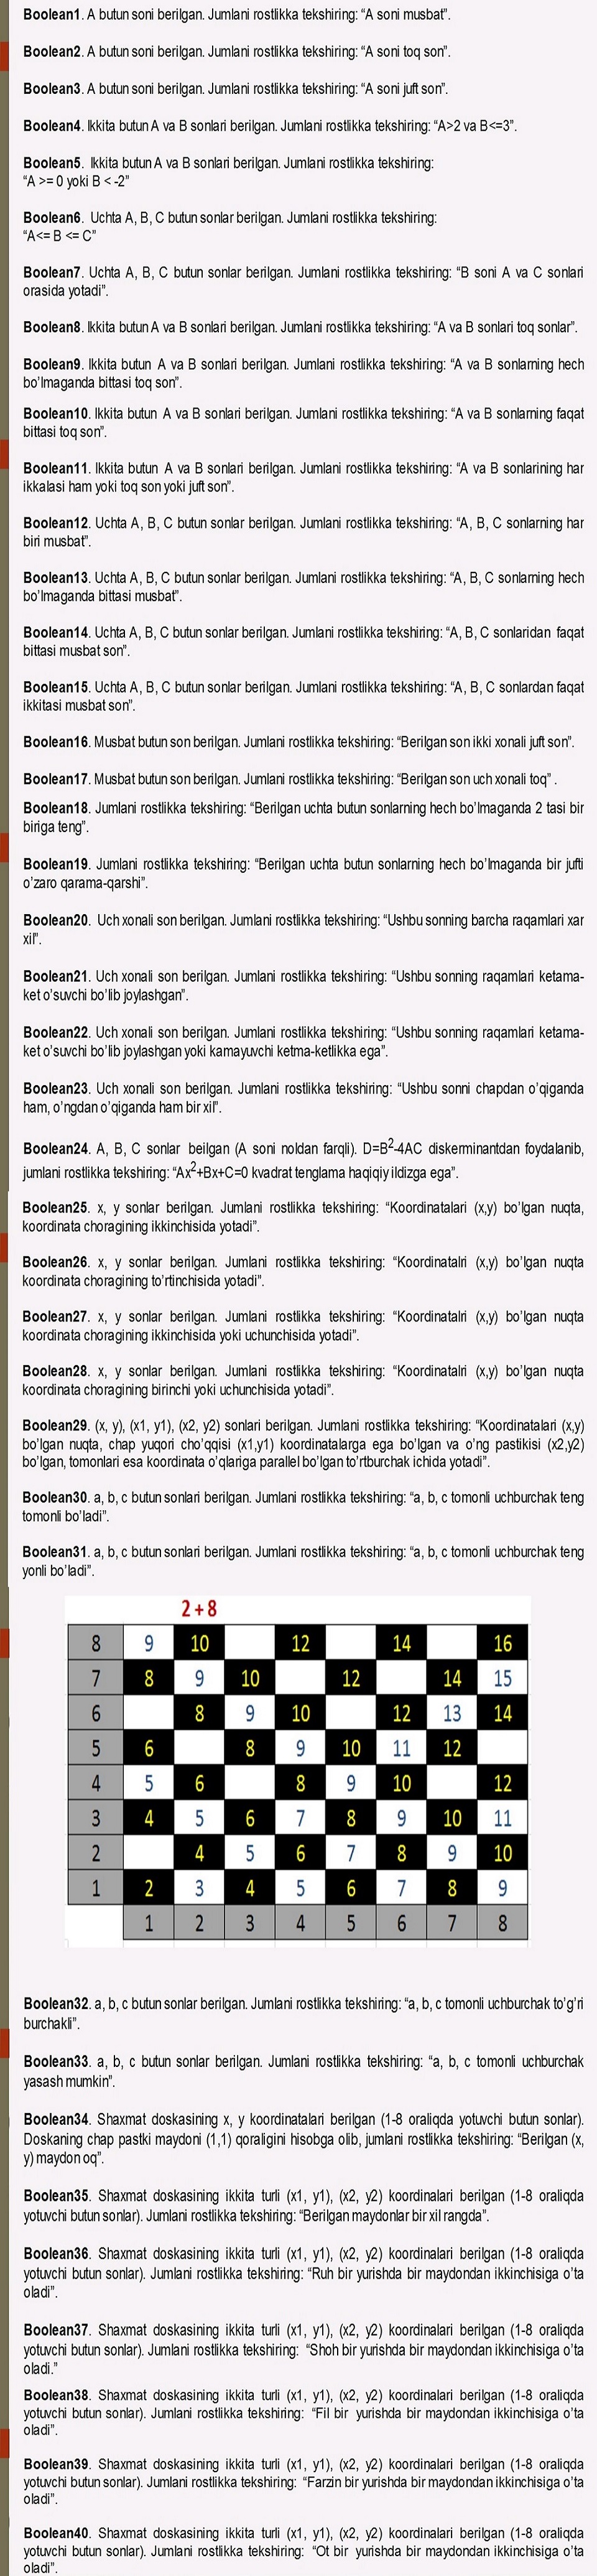 Boolean1. A butun soni berilgan. Jumlani rostlikka tekshiring: “A soni musbat”.
Boolean2. A butun soni berilgan. Jumlani rostlikka tekshiring: “A soni toq son”.
Boolean3. A butun soni berilgan. Jumlani rostlikka tekshiring: “A soni juft son”.
Boolean4. Ikkita butun A va B sonlari berilgan. Jumlani rostlikka tekshiring: “A>2 va B<=3”.
Boolean5. Ikkita butun A va B sonlari berilgan. Jumlani rostlikka tekshiring:
“A >= 0 yoki B < -2”
Boolean6. Uchta A, B, C butun sonlar berilgan. Jumlani rostlikka tekshiring:
“A<= B <= C”
Boolean7. Uchta A, B, C butun sonlar berilgan. Jumlani rostlikka tekshiring: “B soni A va C sonlari
orasida yotadi”.
Boolean8. Ikkita butun A va B sonlari berilgan. Jumlani rostlikka tekshiring: “A va B sonlari toq sonlar”.
Boolean9. Ikkita butun A va B sonlari berilgan. Jumlani rostlikka tekshiring: “A va B sonlarning hech
bo’lmaganda bittasi toq son”.
Boolean10. Ikkita butun A va B sonlari berilgan. Jumlani rostlikka tekshiring: “A va B sonlarning faqat
bittasi toq son”.
Boolean11. Ikkita butun A va B sonlari berilgan. Jumlani rostlikka tekshiring: “A va B sonlarining har
ikkalasi ham yoki toq son yoki juft son”.
Boolean12. Uchta A, B, C butun sonlar berilgan. Jumlani rostlikka tekshiring: “A, B, C sonlarning har
biri musbat”.
Boolean13. Uchta A, B, C butun sonlar berilgan. Jumlani rostlikka tekshiring: “A, B, C sonlarning hech
bo’lmaganda bittasi musbat”.
Boolean14. Uchta A, B, C butun sonlar berilgan. Jumlani rostlikka tekshiring: “A, B, C sonlaridan faqat
bittasi musbat son”.
Boolean15. Uchta A, B, C butun sonlar berilgan. Jumlani rostlikka tekshiring: “A, B, C sonlardan faqat
ikkitasi musbat son”.
Boolean16. Musbat butun son berilgan. Jumlani rostlikka tekshiring: “Berilgan son ikki xonali juft son”.
Boolean17. Musbat butun son berilgan. Jumlani rostlikka tekshiring: “Berilgan son uch xonali toq” .
Boolean18. Jumlani rostlikka tekshiring: “Berilgan uchta butun sonlarning hech bo’lmaganda 2 tasi bir
biriga teng”.
Boolean19. Jumlani rostlikka tekshiring: “Berilgan uchta butun sonlarning hech bo’lmaganda bir jufti
o’zaro qarama-qarshi”.
Boolean20. Uch xonali son berilgan. Jumlani rostlikka tekshiring: “Ushbu sonning barcha raqamlari xar
xil”.
Boolean21. Uch xonali son berilgan. Jumlani rostlikka tekshiring: “Ushbu sonning raqamlari ketama-
ket o’suvchi bo’lib joylashgan”.
Boolean22. Uch xonali son berilgan. Jumlani rostlikka tekshiring: “Ushbu sonning raqamlari ketama-
ket o’suvchi bo’lib joylashgan yoki kamayuvchi ketma-ketlikka ega”.
Boolean23. Uch xonali son berilgan. Jumlani rostlikka tekshiring: “Ushbu sonni chapdan o’qiganda
ham, o’ngdan o’qiganda ham bir xil”.
Boolean24. A, B, C sonlar beilgan (A soni noldan farqli). D=B²-4AC diskerminantdan foydalanib,
jumlani rostlikka tekshiring: “Ax²+Bx+C=0 kvadrat tenglama haqiqiy ildizga ega”.
Boolean25. x, y sonlar berilgan. Jumlani rostlikka tekshiring: “Koordinatalari (x,y) bo’lgan nuqta,
koordinata choragining ikkinchisida yotadi”.
Boolean26. x, y sonlar berilgan. Jumlani rostlikka tekshiring: “Koordinatalri (x,y) bo’lgan nuqta
koordinata choragining to’rtinchisida yotadi”.
Boolean27. x, y sonlar berilgan. Jumlani rostlikka tekshiring: “Koordinatalri (x,y) bo’lgan nuqta
koordinata choragining ikkinchisida yoki uchunchisida yotadi”.
Boolean28. x, y sonlar berilgan. Jumlani rostlikka tekshiring: “Koordinatalri (x,y) bo’lgan nuqta
koordinata choragining birinchi yoki uchunchisida yotadi”.
Boolean29. (x, y), (x1, y1), (x2, y2) sonlari berilgan. Jumlani rostlikka tekshiring: “Koordinatalari (x,y)
bo’lgan nuqta, chap yuqori cho’qqisi (x1,y1) koordinatalarga ega bo’lgan va o’ng pastikisi (x2,y2)
bo’lgan, tomonlari esa koordinata o’qlariga parallel bo’lgan to’rtburchak ichida yotadi”.
Boolean30. a, b, c butun sonlari berilgan. Jumlani rostlikka tekshiring: “a, b, c tomonli uchburchak teng
tomonli bo’ladi”.
Boolean31. a, b, c butun sonlari berilgan. Jumlani rostlikka tekshiring: “a, b, c tomonli uchburchak teng
yonli bo’ladi”.
2 + 8
8 9 10 12 14 16
7 8 9 10 12 14 15
6 8 9 10 12 13 14
5 6 8 9 10 11 12
4 5 6 8 9 10 12
3 4 5 6 7 8 9 10 11
2 4 5 6 7 8 9 10
1 2 3 4 5 6 7 8 9
1 2 3 4 5 6 7 8
Boolean32. a, b, c butun sonlar berilgan. Jumlani rostlikka tekshiring: “a, b, c tomonli uchburchak to’g’ri
burchakli”.
Boolean33. a, b, c butun sonlar berilgan. Jumlani rostlikka tekshiring: “a, b, c tomonli uchburchak
yasash mumkin”.
Boolean34. Shaxmat doskasining x, y koordinatalari berilgan (1-8 oraliqda yotuvchi butun sonlar).
Doskaning chap pastki maydoni (1,1) qoraligini hisobga olib, jumlani rostlikka tekshiring: “Berilgan (x,
y) maydon oq”.
Boolean35. Shaxmat doskasining ikkita turli (x1, y1), (x2, y2) koordinalari berilgan (1-8 oraliqda
yotuvchi butun sonlar). Jumlani rostlikka tekshiring: “Berilgan maydonlar bir xil rangda”.
Boolean36. Shaxmat doskasining ikkita turli (x1, y1), (x2, y2) koordinalari berilgan (1-8 oraliqda
yotuvchi butun sonlar). Jumlani rostlikka tekshiring: “Ruh bir yurishda bir maydondan ikkinchisiga o’ta
oladi”.
Boolean37. Shaxmat doskasining ikkita turli (x1, y1), (x2, y2) koordinalari berilgan (1-8 oraliqda
yotuvchi butun sonlar). Jumlani rostlikka tekshiring: “Shoh bir yurishda bir maydondan ikkinchisiga o’ta
oladi.”
Boolean38. Shaxmat doskasining ikkita turli (x1, y1), (x2, y2) koordinalari berilgan (1-8 oraliqda
yotuvchi butun sonlar). Jumlani rostlikka tekshiring: “Fil bir yurishda bir maydondan ikkinchisiga o’ta
oladi”.
Boolean39. Shaxmat doskasining ikkita turli (x1, y1), (x2, y2) koordinalari berilgan (1-8 oraliqda
yotuvchi butun sonlar). Jumlani rostlikka tekshiring: “Farzin bir yurishda bir maydondan ikkinchisiga o’ta
oladi”.
Boolean40. Shaxmat doskasining ikkita turli (x1, y1), (x2, y2) koordinalari berilgan (1-8 oraliqda
yotuvchi butun sonlar). Jumlani rostlikka tekshiring: “Ot bir yurishda bir maydondan ikkinchisiga o’ta
oladi”.